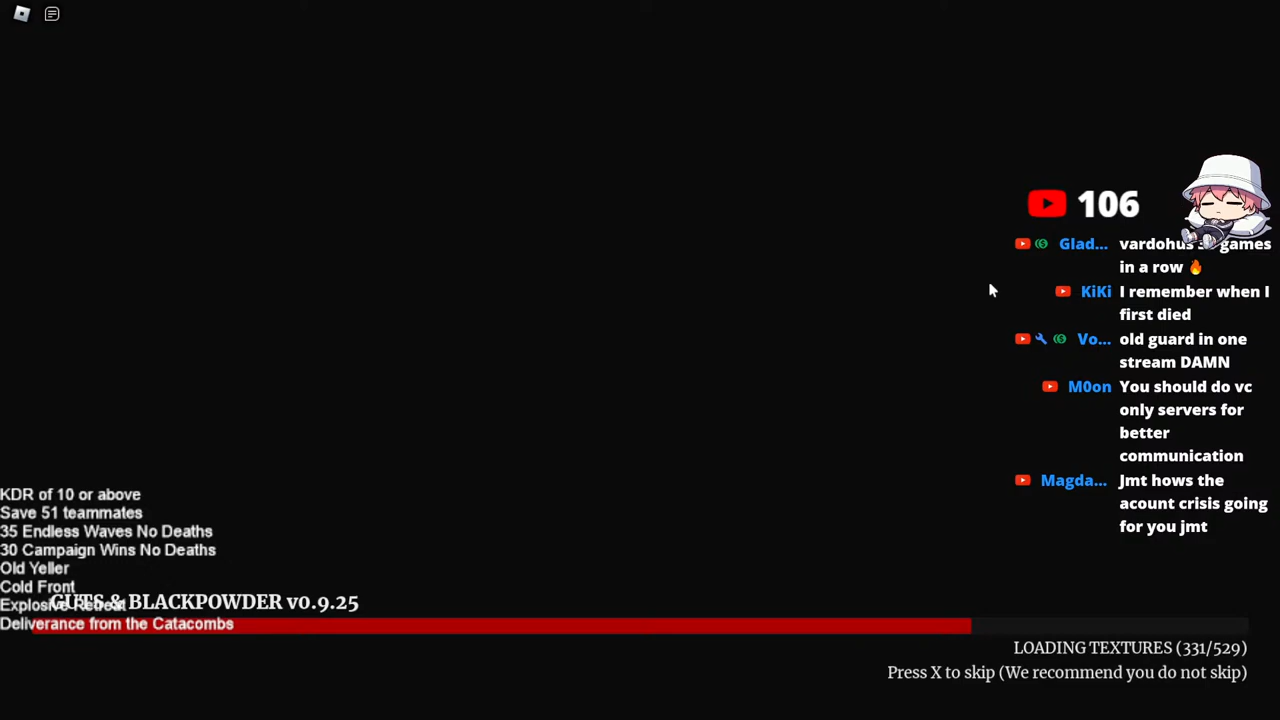 106
Glad... vardohus games
in a row 🔥
KiKi I remember when I
first died
Vo... old guard in one
stream DAMN
M0on You should do vc
only servers for
better
communication
Magda... Jmt hows the
acount crisis going
for you jmt
KDR of 10 or above
Save 51 teammates
35 Endless Waves No Deaths
30 Campaign Wins No Deaths
Old Yeller
Cold Front
GUTS & BLACKPOWDER v0.9.25
Explosive Retreat
Deliverance from the Catacombs
LOADING TEXTURES (331/529)
Press X to skip (We recommend you do not skip)